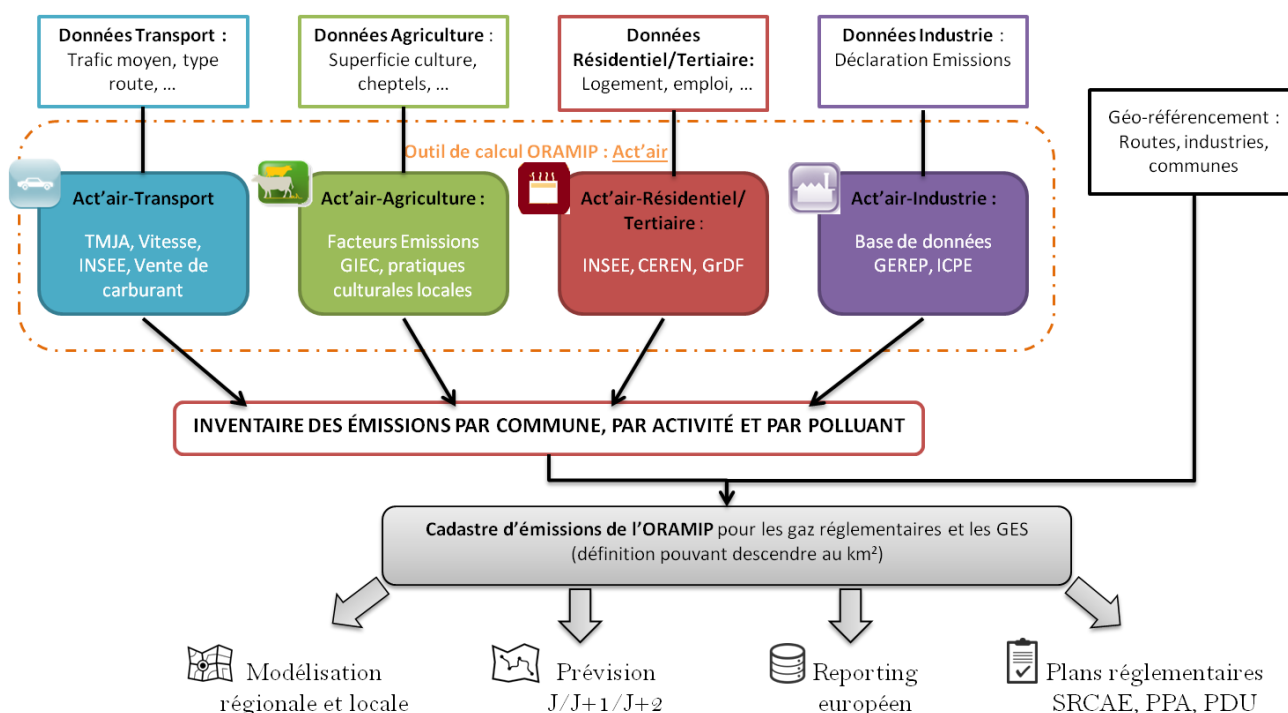 Données Transport :
Trafic moyen, type
route, ...
Données Agriculture :
Superficie culture,
cheptels, ...
Données
Résidentiel/Tertiaire:
Logement, emploi, ...
Données Industrie :
Déclaration Emissions
Géo-référencement :
Routes, industries,
communes
Outil de calcul ORAMIP : Act’air
Act’air-Transport
TMJA, Vitesse,
INSEE, Vente de
carburant
Act’air-Agriculture :
Facteurs Emissions
GIEC, pratiques
culturales locales
Act’air-Résidentiel/
Tertiaire :
INSEE, CEREN, GrDF
Act’air-Industrie :
Base de données
GEREP, ICPE
INVENTAIRE DES ÉMISSIONS PAR COMMUNE, PAR ACTIVITÉ ET PAR POLLUANT
Cadastre d’émissions de l’ORAMIP pour les gaz réglementaires et les GES
(définition pouvant descendre au km²)
Modélisation
régionale et locale
Prévision
J/J+1/J+2
Reporting
européen
Plans réglementaires
SRCAE, PPA, PDU